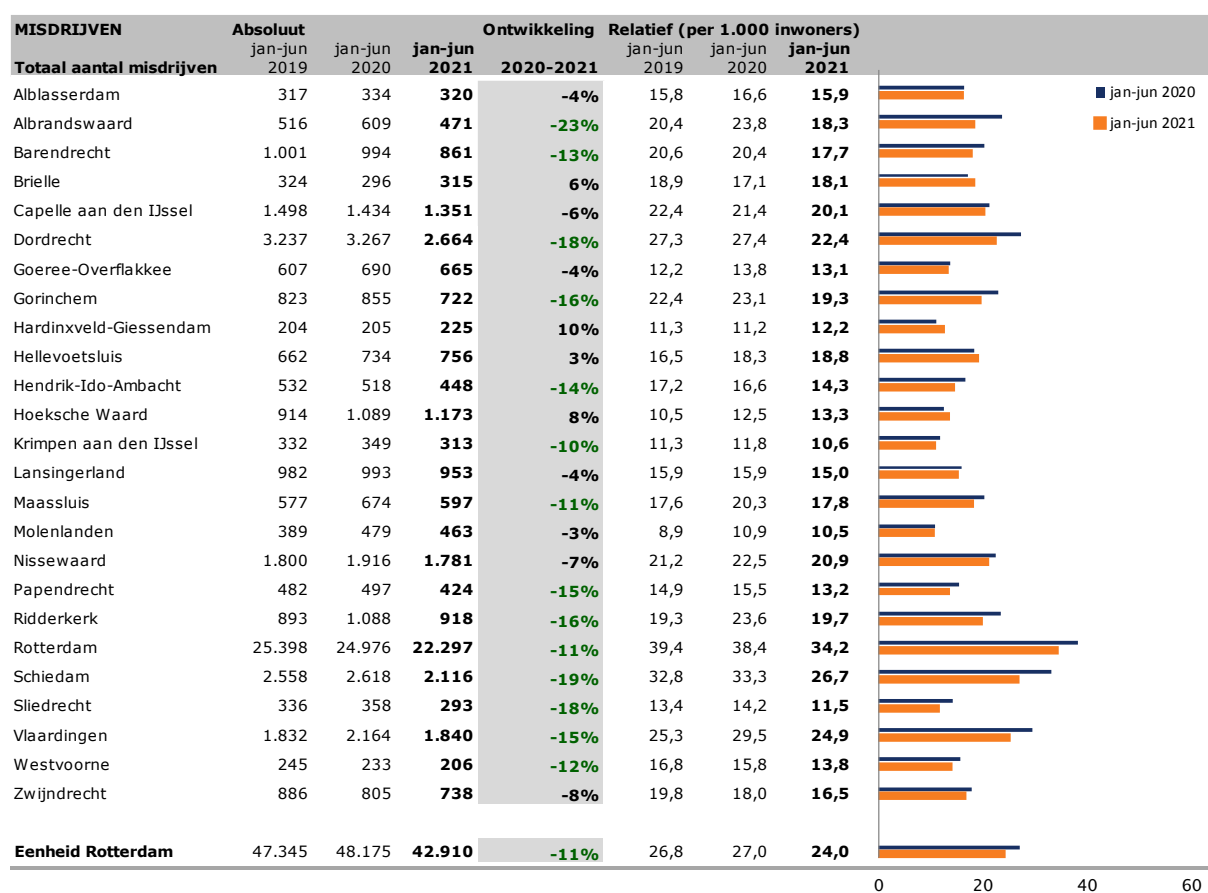 MISDRIJVEN Absoluut Ontwikkeling Relatief (per 1.000 inwoners)
jan-jun jan-jun jan-jun jan-jun jan-jun jan-jun
Totaal aantal misdrijven 2019 2020 2021 2020-2021 2019 2020 2021
Alblasserdam 317 334 320 -4% 15,8 16,6 15,9 jan-jun 2020
Albrandswaard 516 609 471 -23% 20,4 23,8 18,3 jan-jun 2021
Barendrecht 1.001 994 861 -13% 20,6 20,4 17,7
Brielle 324 296 315 6% 18,9 17,1 18,1
Capelle aan den IJssel 1.498 1.434 1.351 -6% 22,4 21,4 20,1
Dordrecht 3.237 3.267 2.664 -18% 27,3 27,4 22,4
Goeree-Overflakkee 607 690 665 -4% 12,2 13,8 13,1
Gorinchem 823 855 722 -16% 22,4 23,1 19,3
Hardinxveld-Giessendam 204 205 225 10% 11,3 11,2 12,2
Hellevoetsluis 662 734 756 3% 16,5 18,3 18,8
Hendrik-Ido-Ambacht 532 518 448 -14% 17,2 16,6 14,3
Hoeksche Waard 914 1.089 1.173 8% 10,5 12,5 13,3
Krimpen aan den IJssel 332 349 313 -10% 11,3 11,8 10,6
Lansingerland 982 993 953 -4% 15,9 15,9 15,0
Maassluis 577 674 597 -11% 17,6 20,3 17,8
Molenlanden 389 479 463 -3% 8,9 10,9 10,5
Nissewaard 1.800 1.916 1.781 -7% 21,2 22,5 20,9
Papendrecht 482 497 424 -15% 14,9 15,5 13,2
Ridderkerk 893 1.088 918 -16% 19,3 23,6 19,7
Rotterdam 25.398 24.976 22.297 -11% 39,4 38,4 34,2
Schiedam 2.558 2.618 2.116 -19% 32,8 33,3 26,7
Sliedrecht 336 358 293 -18% 13,4 14,2 11,5
Vlaardingen 1.832 2.164 1.840 -15% 25,3 29,5 24,9
Westvoorne 245 233 206 -12% 16,8 15,8 13,8
Zwijndrecht 886 805 738 -8% 19,8 18,0 16,5
Eenheid Rotterdam 47.345 48.175 42.910 -11% 26,8 27,0 24,0
0 20 40 60